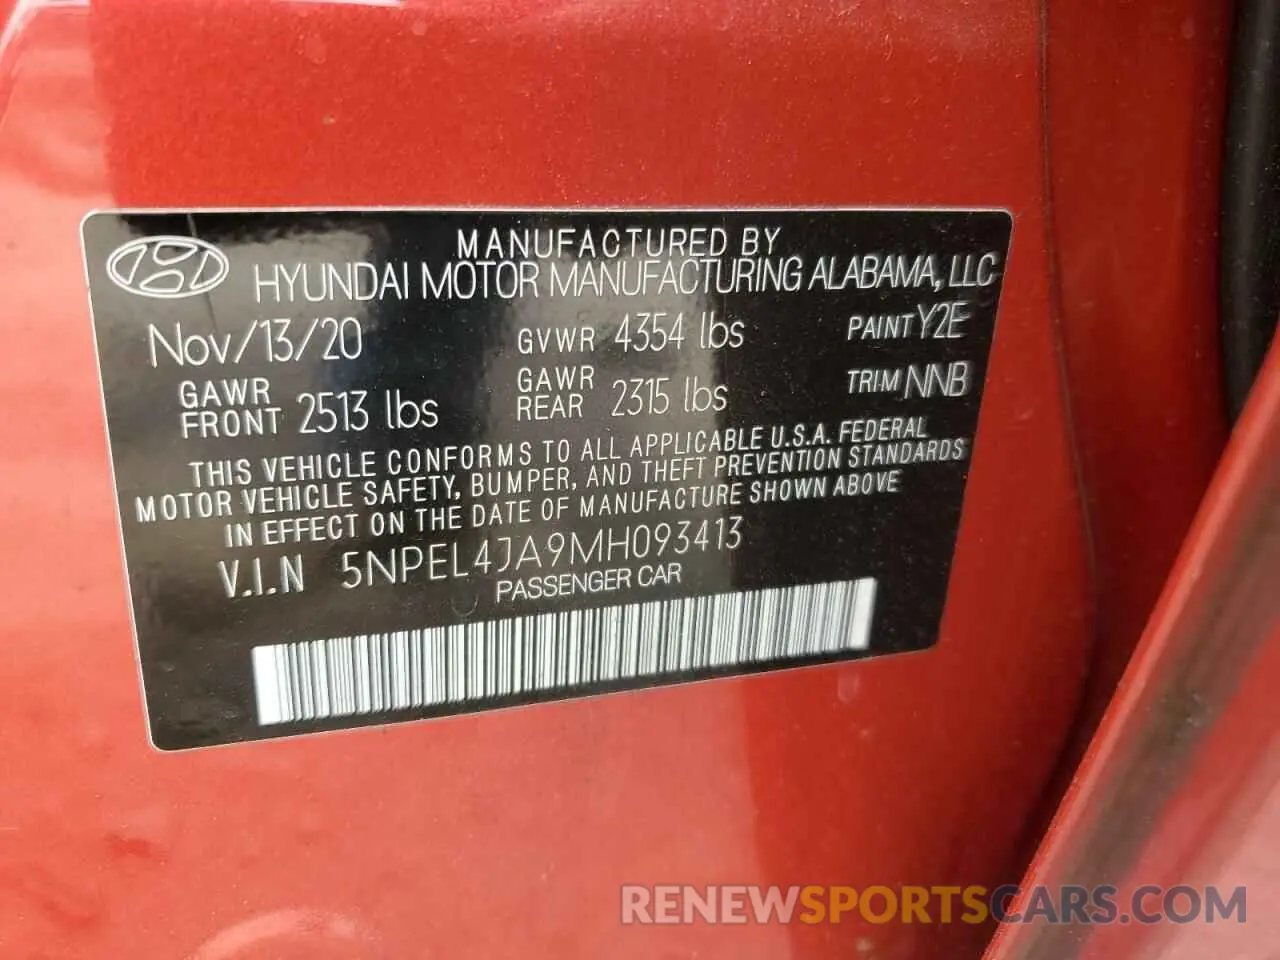 MANUFACTURED BY
HYUNDAI MOTOR MANUFACTURING ALABAMA, LLC
Nov/13/20 GVWR 4354 lbs PAINT Y2E
GAWR FRONT 2513 lbs GAWR REAR 2315 lbs TRIM NNB
THIS VEHICLE CONFORMS TO ALL APPLICABLE U.S.A. FEDERAL
MOTOR VEHICLE SAFETY, BUMPER, AND THEFT PREVENTION STANDARDS
IN EFFECT ON THE DATE OF MANUFACTURE SHOWN ABOVE
V.I.N 5NPEL4JA9MH093413
PASSENGER CAR
RENEWSPORTSCARS.COM